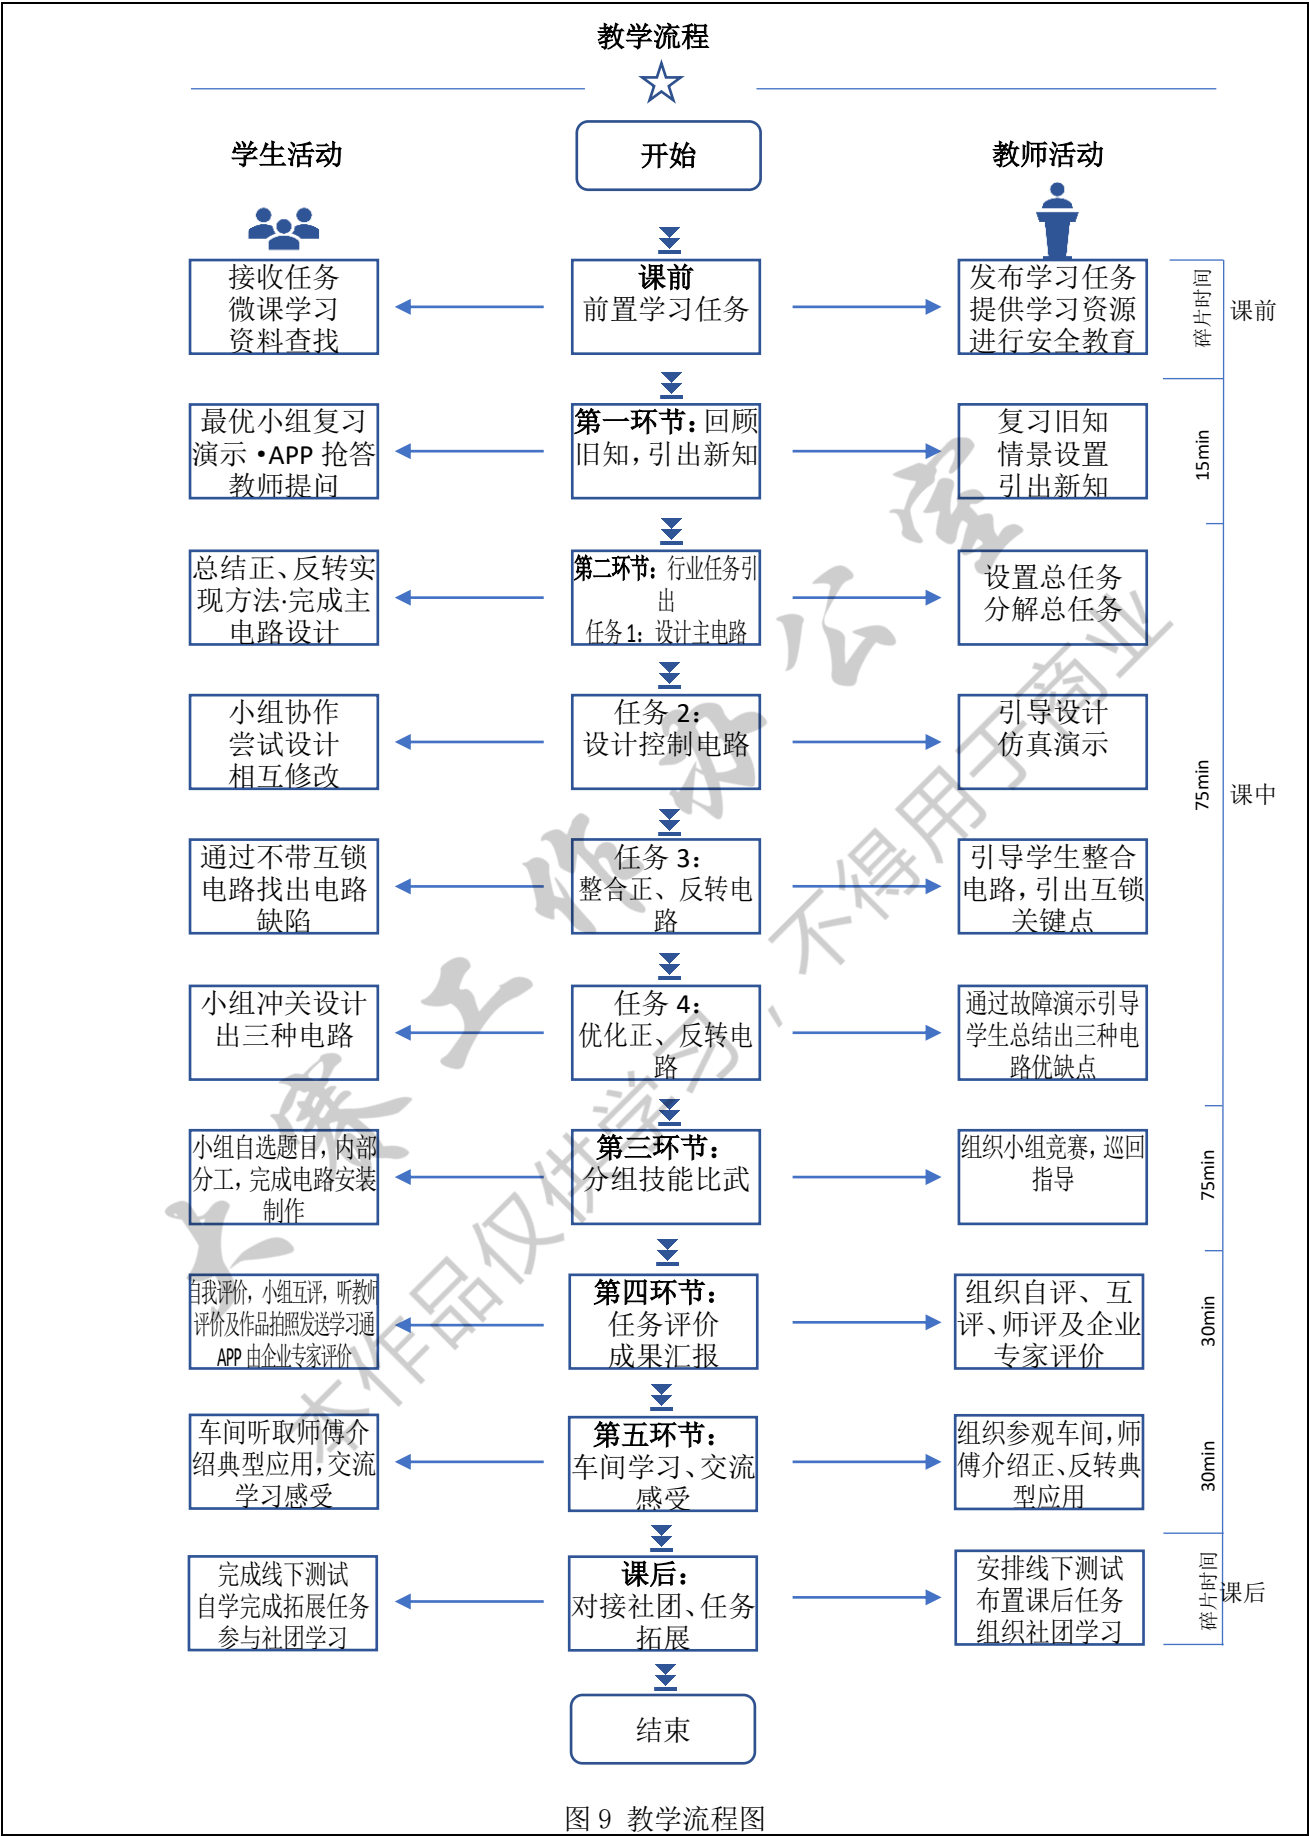 教学流程
学生活动
开始
教师活动
接收任务
微课学习
资料查找
课前
前置学习任务
发布学习任务
提供学习资源
进行安全教育
碎片时间
课前
最优小组复习
演示•APP 抢答
教师提问
第一环节：回顾
旧知，引出新知
复习旧知
情景设置
引出新知
15min
总结正、反转实
现方法·完成主
电路设计
第二环节：行业任务引
出
任务 1：设计主电路
设置总任务
分解总任务
小组协作
尝试设计
相互修改
任务 2：
设计控制电路
引导设计
仿真演示
75min
课中
通过不带互锁
电路找出电路
缺陷
任务 3：
整合正、反转电
路
引导学生整合
电路，引出互锁
关键点
小组冲关设计
出三种电路
任务 4：
优化正、反转电
路
通过故障演示引导
学生总结出三种电
路优缺点
小组自选题目，内部
分工，完成电路安装
制作
第三环节：
分组技能比武
组织小组竞赛，巡回
指导
75min
自我评价，小组互评，听教师
评价及作品拍照发送学习通
APP 由企业专家评价
第四环节：
任务评价
成果汇报
组织自评、互
评、师评及企业
专家评价
30min
车间听取师傅介
绍典型应用，交流
学习感受
第五环节：
车间学习、交流
感受
组织参观车间，师
傅介绍正、反转典
型应用
30min
完成线下测试
自学完成拓展任务
参与社团学习
课后：
对接社团、任务
拓展
安排线下测试
布置课后任务
组织社团学习
碎片时间
课后
结束
图 9 教学流程图
大赛工作办公室
本作品仅供学习，不得用于商业